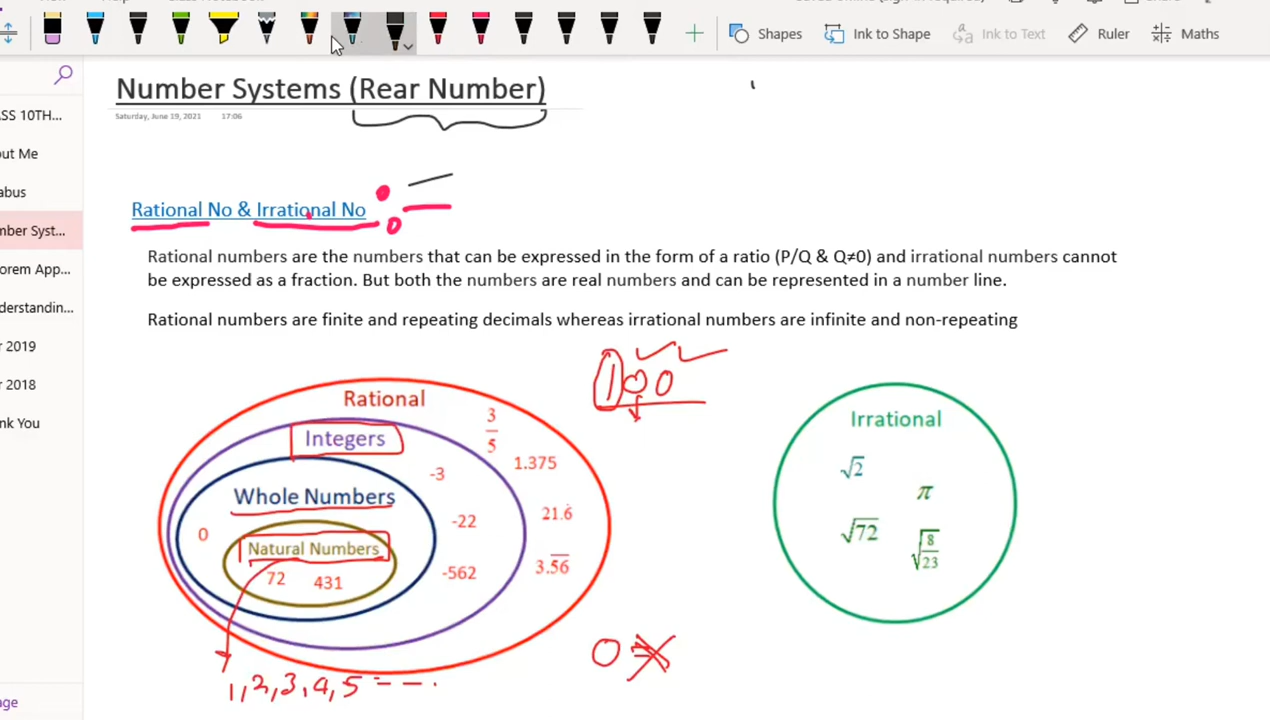 Shapes Ink to Shape Ink to Text Ruler Maths
Number Systems (Rear Number)
Saturday, June 19, 2021 17:06
ASS 10TH...
out Me
abus
mber Syst...
orem App...
derstandin...
r 2019
r 2018
nk You
age
Rational No & Irrational No
Rational numbers are the numbers that can be expressed in the form of a ratio (P/Q & Q≠0) and irrational numbers cannot
be expressed as a fraction. But both the numbers are real numbers and can be represented in a number line.
Rational numbers are finite and repeating decimals whereas irrational numbers are infinite and non-repeating
100
Rational
3/5
Integers
1.375
-3
Whole Numbers
0
-22
21.6̇
Natural Numbers
72 431
-562
3.5̅6̅
0
1, 2, 3, 4, 5 - - .
Irrational
√2
π
√72
√(8/23)